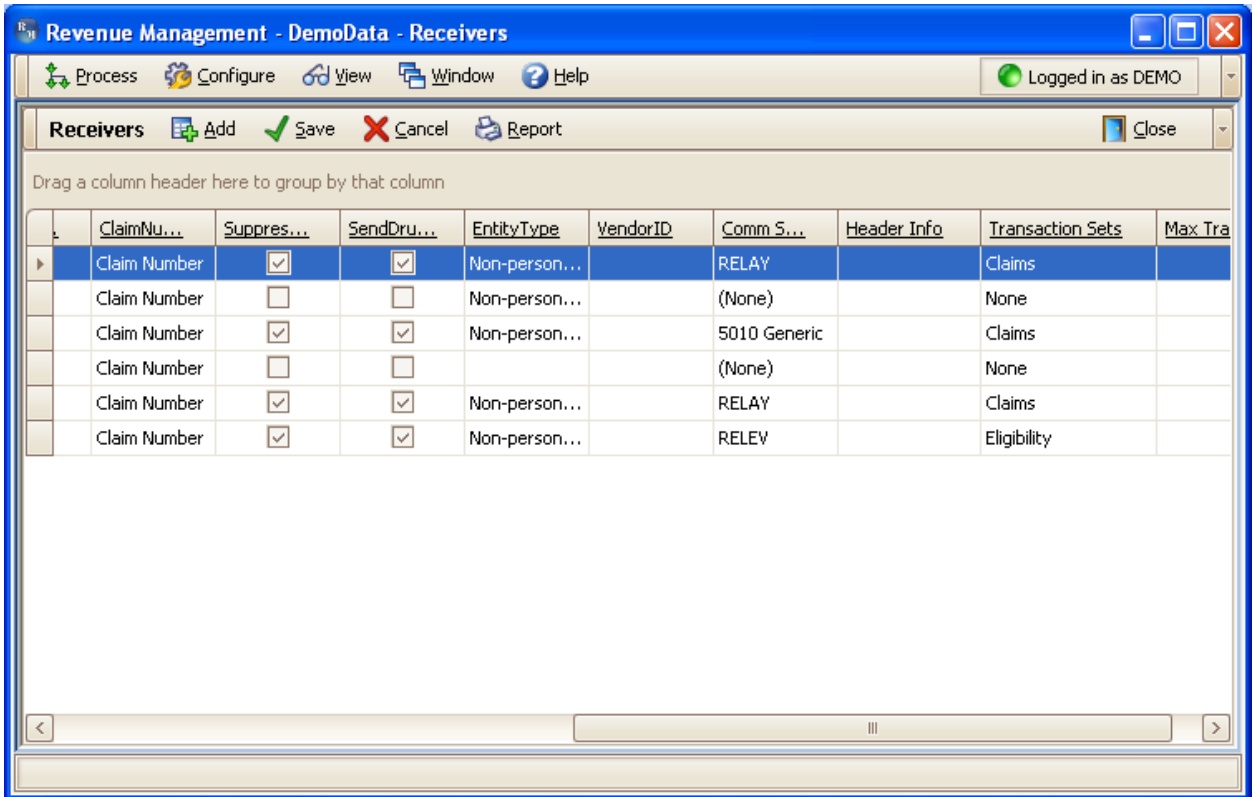 Revenue Management - DemoData - Receivers
Process Configure View Window Help Logged in as DEMO
Receivers Add Save Cancel Report Close
Drag a column header here to group by that column
ClaimNu... Suppres... SendDru... EntityType VendorID Comm S... Header Info Transaction Sets Max Tra
Claim Number Non-person... RELAY Claims
Claim Number Non-person... (None) None
Claim Number Non-person... 5010 Generic Claims
Claim Number (None) None
Claim Number Non-person... RELAY Claims
Claim Number Non-person... RELEV Eligibility